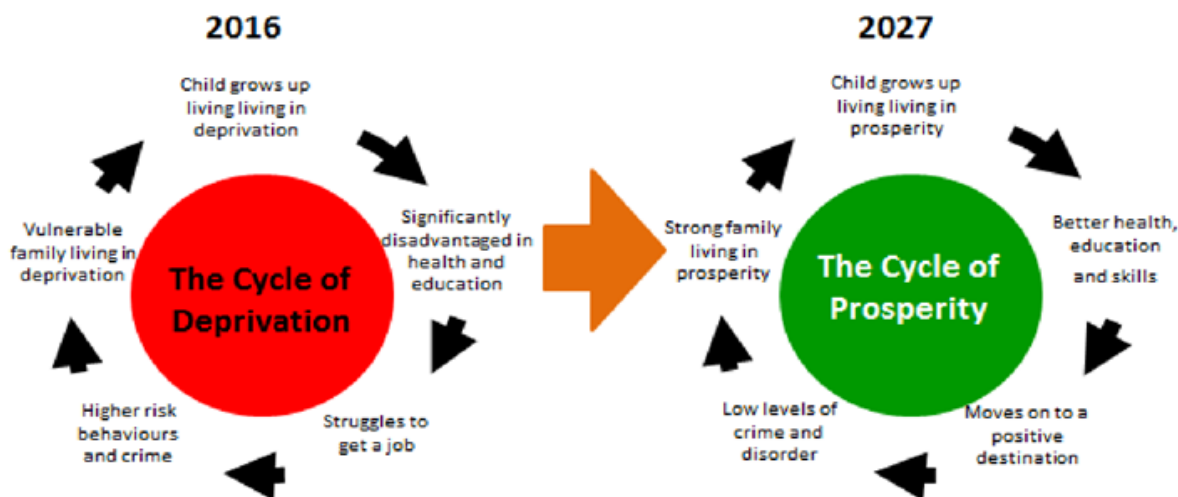 2016
Child grows up
living living in
deprivation
Significantly
disadvantaged in
health and
education
Struggles to
get a job
Higher risk
behaviours
and crime
Vulnerable
family living in
deprivation
The Cycle of
Deprivation
2027
Child grows up
living living in
prosperity
Better health,
education
and skills
Moves on to a
positive
destination
Low levels of
crime and
disorder
Strong family
living in
prosperity
The Cycle of
Prosperity